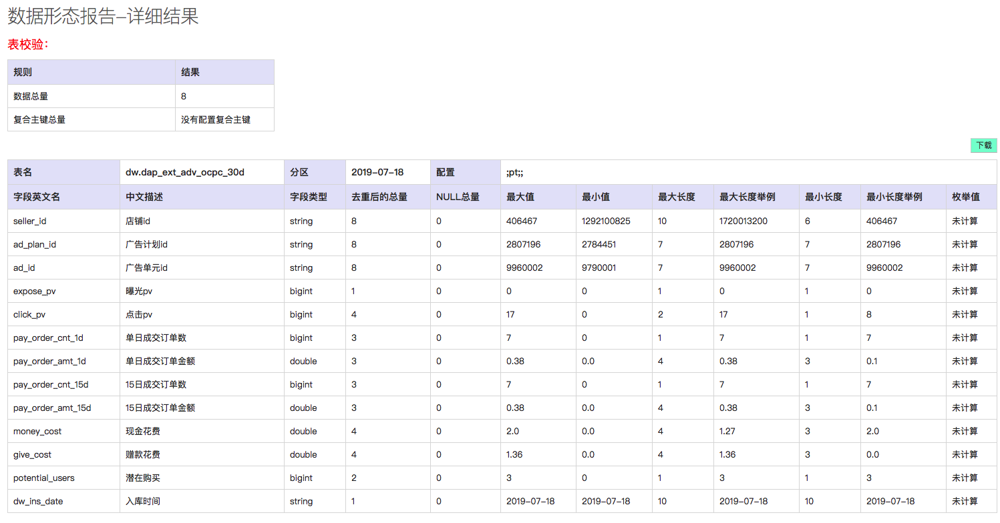 数据形态报告–详细结果
表校验：
规则 结果
数据总量 8
复合主键总量 没有配置复合主键
下载
表名 dw.dap_ext_adv_ocpc_30d 分区 2019-07-18 配置 ;pt;;
字段英文名 中文描述 字段类型 去重后的总量 NULL总量 最大值 最小值 最大长度 最大长度举例 最小长度 最小长度举例 枚举值
seller_id 店铺id string 8 0 406467 1292100825 10 1720013200 6 406467 未计算
ad_plan_id 广告计划id string 8 0 2807196 2784451 7 2807196 7 2807196 未计算
ad_id 广告单元id string 8 0 9960002 9790001 7 9960002 7 9960002 未计算
expose_pv 曝光pv bigint 1 0 0 0 1 0 1 0 未计算
click_pv 点击pv bigint 4 0 17 0 2 17 1 8 未计算
pay_order_cnt_1d 单日成交订单数 bigint 3 0 7 0 1 7 1 7 未计算
pay_order_amt_1d 单日成交订单金额 double 3 0 0.38 0.0 4 0.38 3 0.1 未计算
pay_order_cnt_15d 15日成交订单数 bigint 3 0 7 0 1 7 1 7 未计算
pay_order_amt_15d 15日成交订单金额 double 3 0 0.38 0.0 4 0.38 3 0.1 未计算
money_cost 现金花费 double 4 0 2.0 0.0 4 1.27 3 2.0 未计算
give_cost 赠款花费 double 4 0 1.36 0.0 4 1.36 3 0.0 未计算
potential_users 潜在购买 bigint 2 0 3 0 1 3 1 3 未计算
dw_ins_date 入库时间 string 1 0 2019-07-18 2019-07-18 10 2019-07-18 10 2019-07-18 未计算